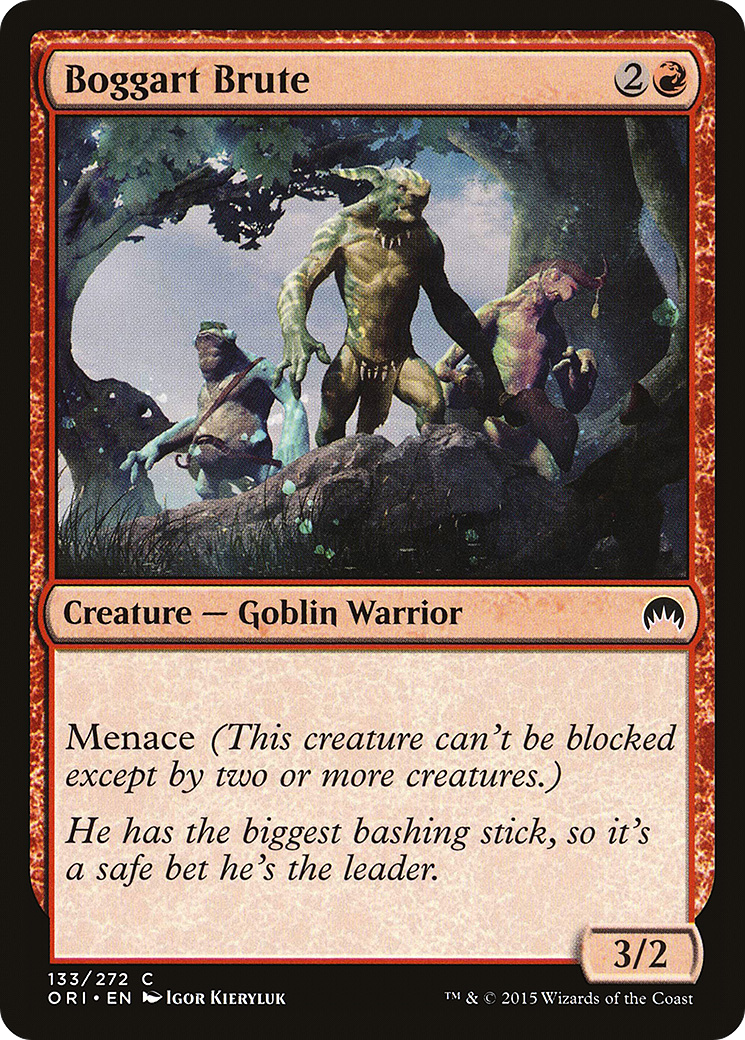 Boggart Brute 2
Creature — Goblin Warrior
Menace (This creature can't be blocked
except by two or more creatures.)
He has the biggest bashing stick, so it's
a safe bet he's the leader.
3/2
133/272 C
ORI • EN Igor Kieryluk
™ & © 2015 Wizards of the Coast